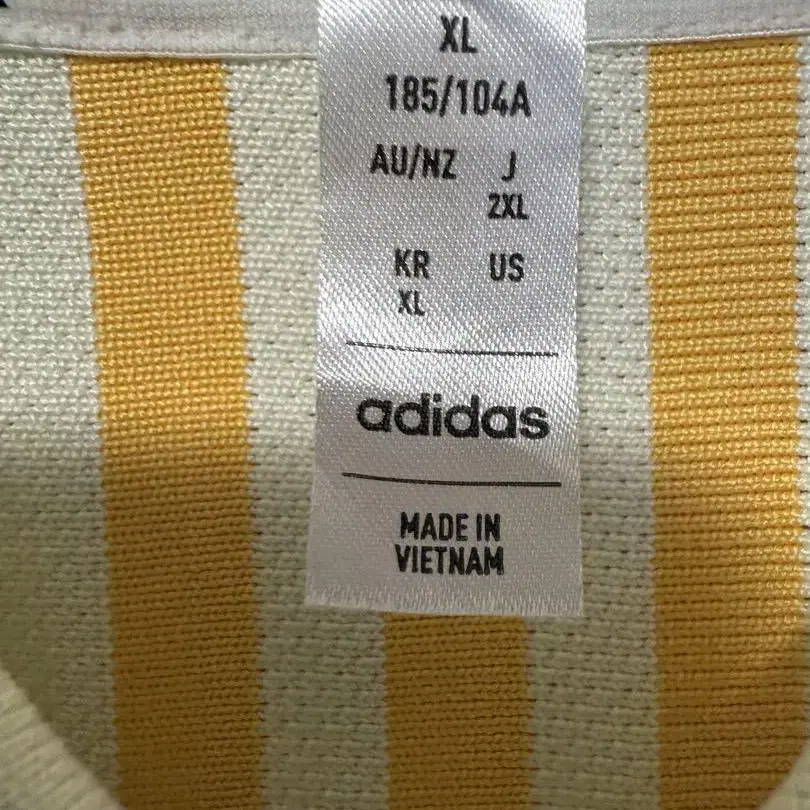 XL
185/104A
AU/NZ J
2XL
KR US
XL
adidas
MADE IN
VIETNAM